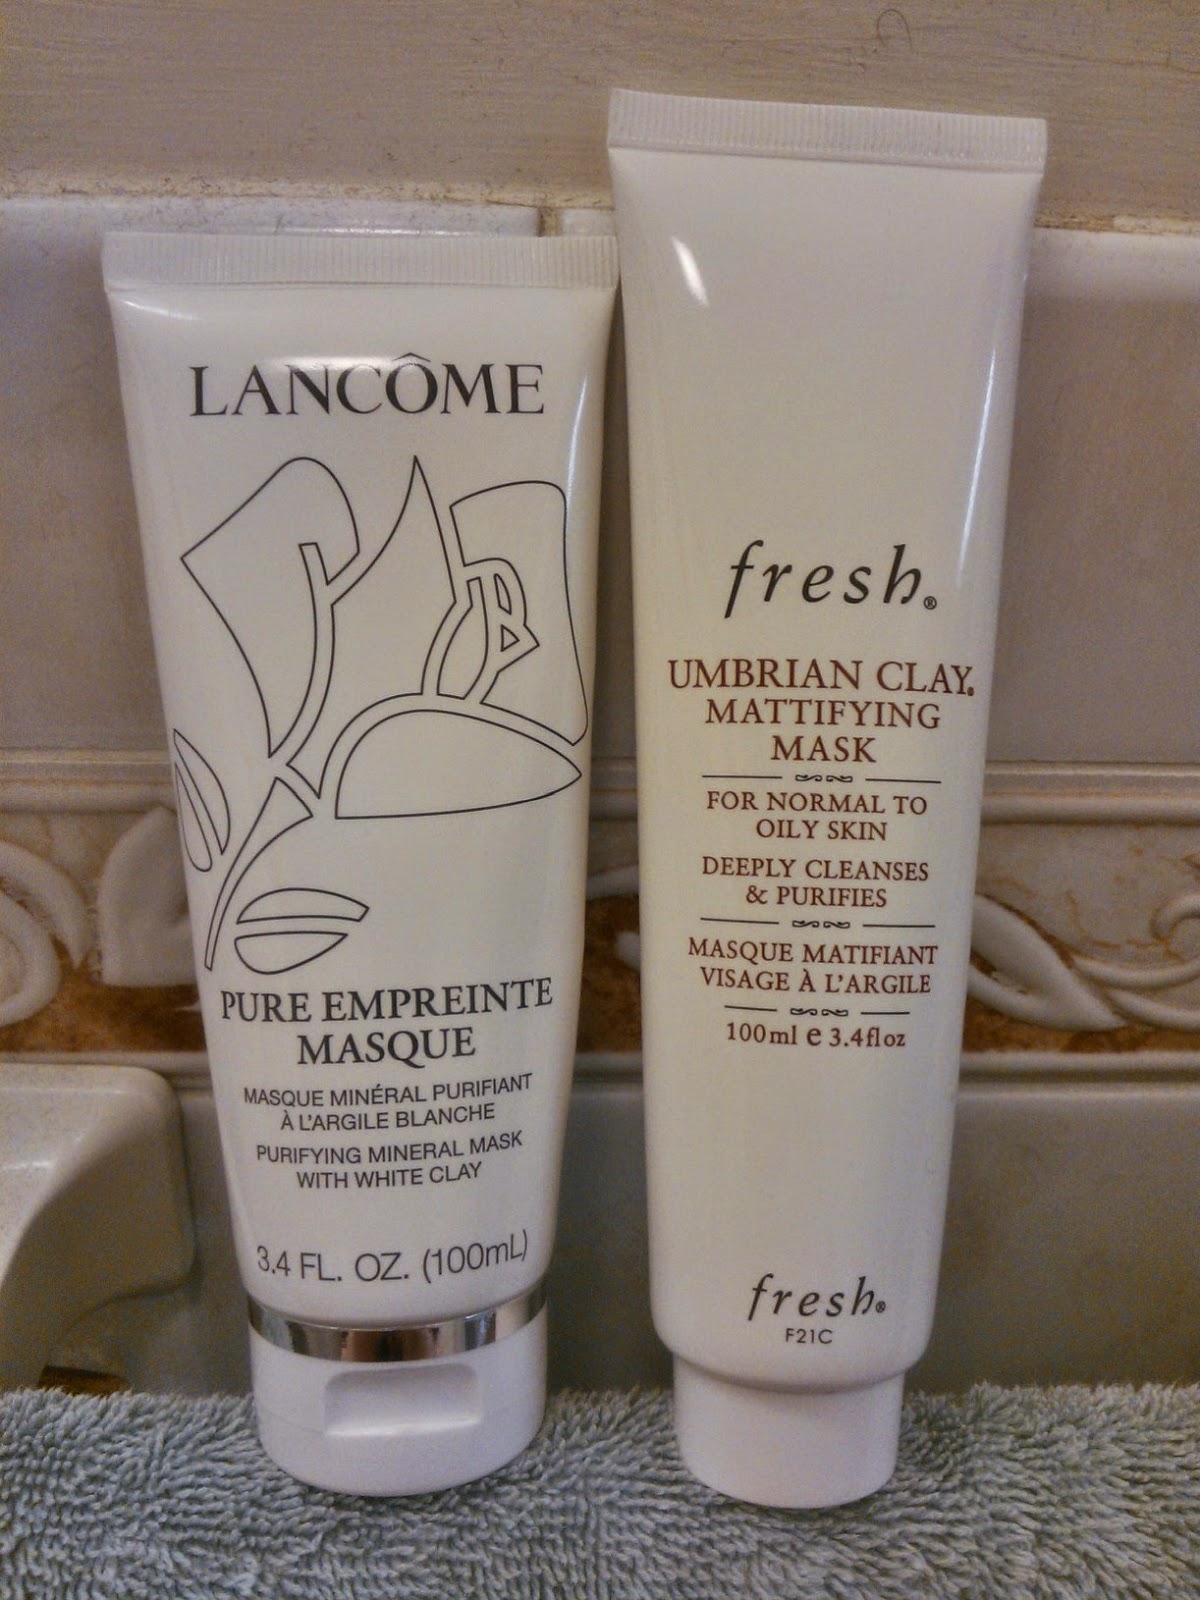 LANCÔME
PURE EMPREINTE
MASQUE
MASQUE MINÉRAL PURIFIANT
À L'ARGILE BLANCHE
PURIFYING MINERAL MASK
WITH WHITE CLAY
3.4 FL. OZ. (100mL)
fresh®
UMBRIAN CLAY®
MATTIFYING
MASK
FOR NORMAL TO
OILY SKIN
DEEPLY CLEANSES
& PURIFIES
MASQUE MATIFIANT
VISAGE À L'ARGILE
100ml e 3.4fl oz
fresh®
F21C